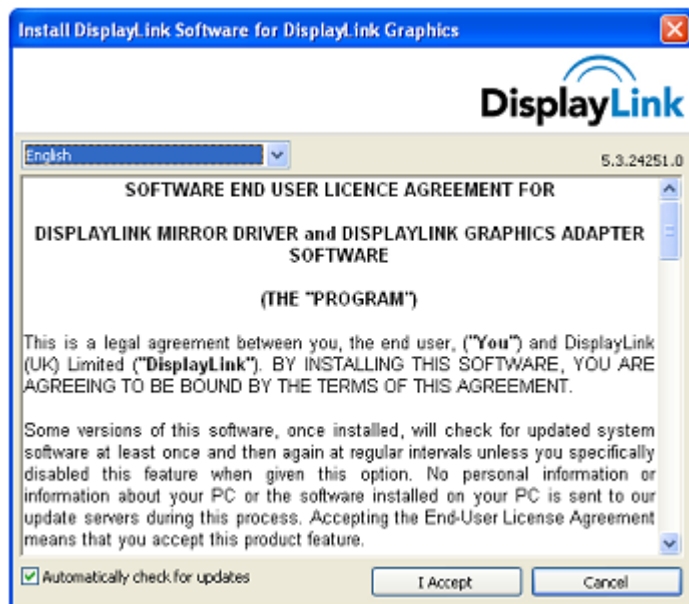 Install DisplayLink Software for DisplayLink Graphics
DisplayLink
English
5.3.24251.0
SOFTWARE END USER LICENCE AGREEMENT FOR
DISPLAYLINK MIRROR DRIVER and DISPLAYLINK GRAPHICS ADAPTER
SOFTWARE
(THE "PROGRAM")
This is a legal agreement between you, the end user, ("You") and DisplayLink
(UK) Limited ("DisplayLink"). BY INSTALLING THIS SOFTWARE, YOU ARE
AGREEING TO BE BOUND BY THE TERMS OF THIS AGREEMENT.
Some versions of this software, once installed, will check for updated system
software at least once and then again at regular intervals unless you specifically
disabled this feature when given this option. No personal information or
information about your PC or the software installed on your PC is sent to our
update servers during this process. Accepting the End-User License Agreement
means that you accept this product feature.
Automatically check for updates
I Accept
Cancel